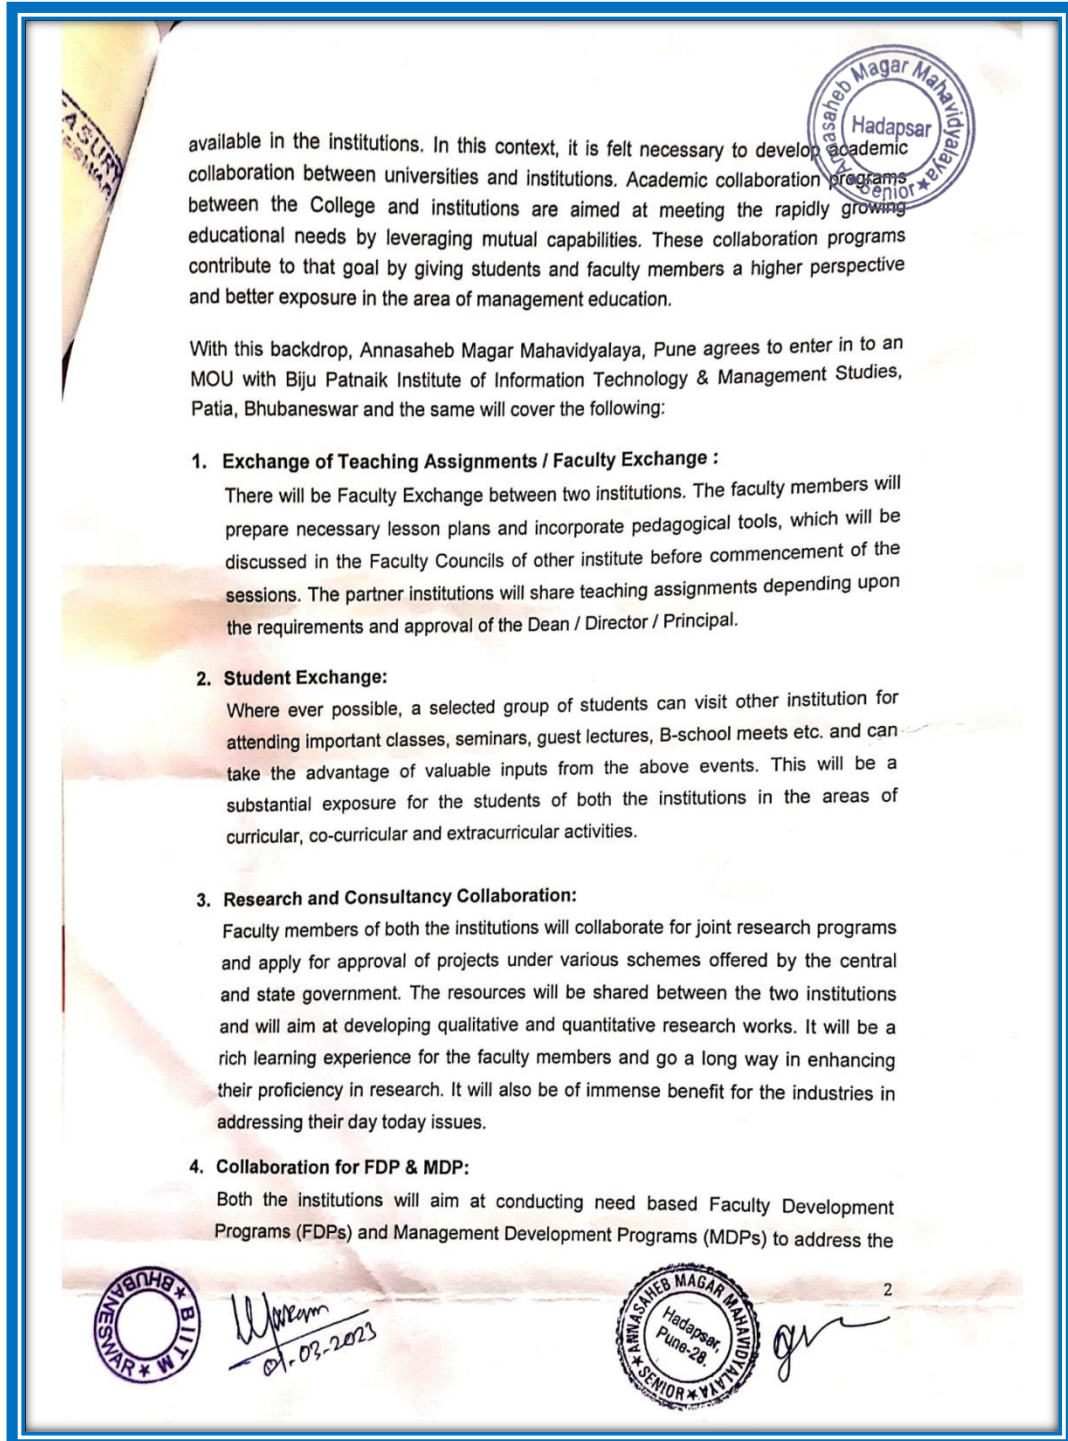 Annasaheb Magar Mahavidyalaya
Hadapsar
★ Senior ★
ASURY
available in the institutions. In this context, it is felt necessary to develop academic
collaboration between universities and institutions. Academic collaboration programs
between the College and institutions are aimed at meeting the rapidly growing
educational needs by leveraging mutual capabilities. These collaboration programs
contribute to that goal by giving students and faculty members a higher perspective
and better exposure in the area of management education.
With this backdrop, Annasaheb Magar Mahavidyalaya, Pune agrees to enter in to an
MOU with Biju Patnaik Institute of Information Technology & Management Studies,
Patia, Bhubaneswar and the same will cover the following:
1. Exchange of Teaching Assignments / Faculty Exchange :
There will be Faculty Exchange between two institutions. The faculty members will
prepare necessary lesson plans and incorporate pedagogical tools, which will be
discussed in the Faculty Councils of other institute before commencement of the
sessions. The partner institutions will share teaching assignments depending upon
the requirements and approval of the Dean / Director / Principal.
2. Student Exchange:
Where ever possible, a selected group of students can visit other institution for
attending important classes, seminars, guest lectures, B-school meets etc. and can
take the advantage of valuable inputs from the above events. This will be a
substantial exposure for the students of both the institutions in the areas of
curricular, co-curricular and extracurricular activities.
3. Research and Consultancy Collaboration:
Faculty members of both the institutions will collaborate for joint research programs
and apply for approval of projects under various schemes offered by the central
and state government. The resources will be shared between the two institutions
and will aim at developing qualitative and quantitative research works. It will be a
rich learning experience for the faculty members and go a long way in enhancing
their proficiency in research. It will also be of immense benefit for the industries in
addressing their day today issues.
4. Collaboration for FDP & MDP:
Both the institutions will aim at conducting need based Faculty Development
Programs (FDPs) and Management Development Programs (MDPs) to address the
2
★ BIITM ★ BHUBANESWAR
01-03-2023
ANNASAHEB MAGAR MAHAVIDYALAYA
Hadapsar,
Pune-28.
★ SENIOR ★